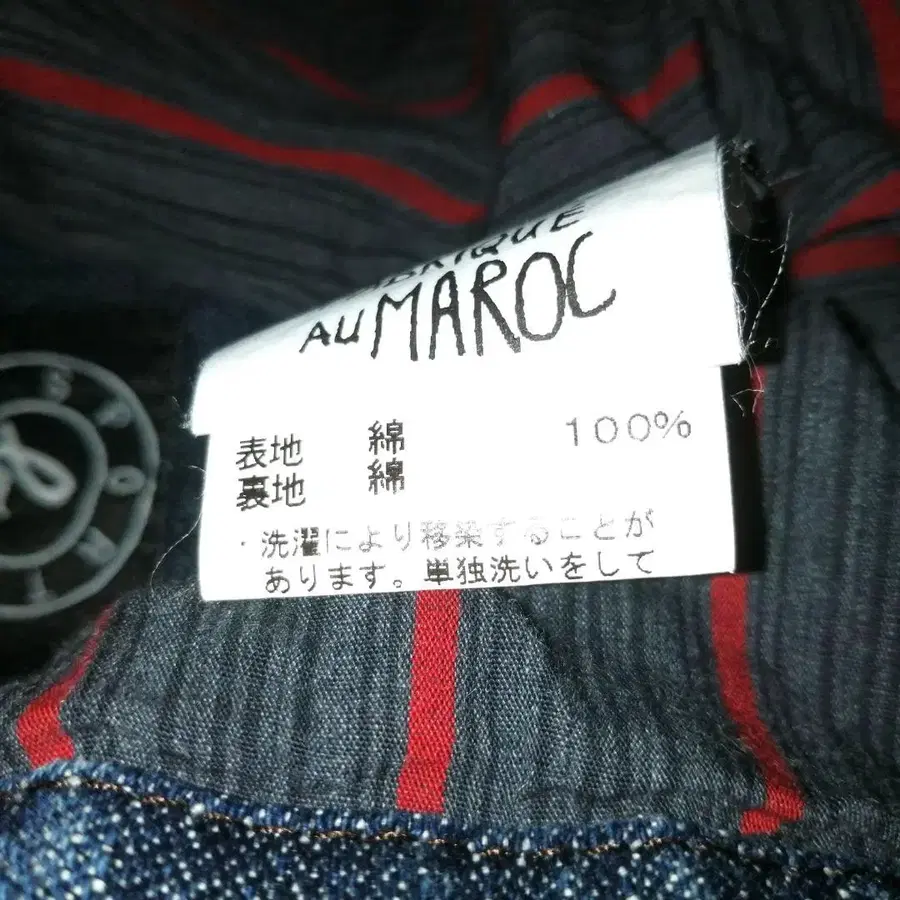 AU MAROC
表地 綿 100%
裏地 綿
・洗濯により移染することが
あります。単独洗いをして